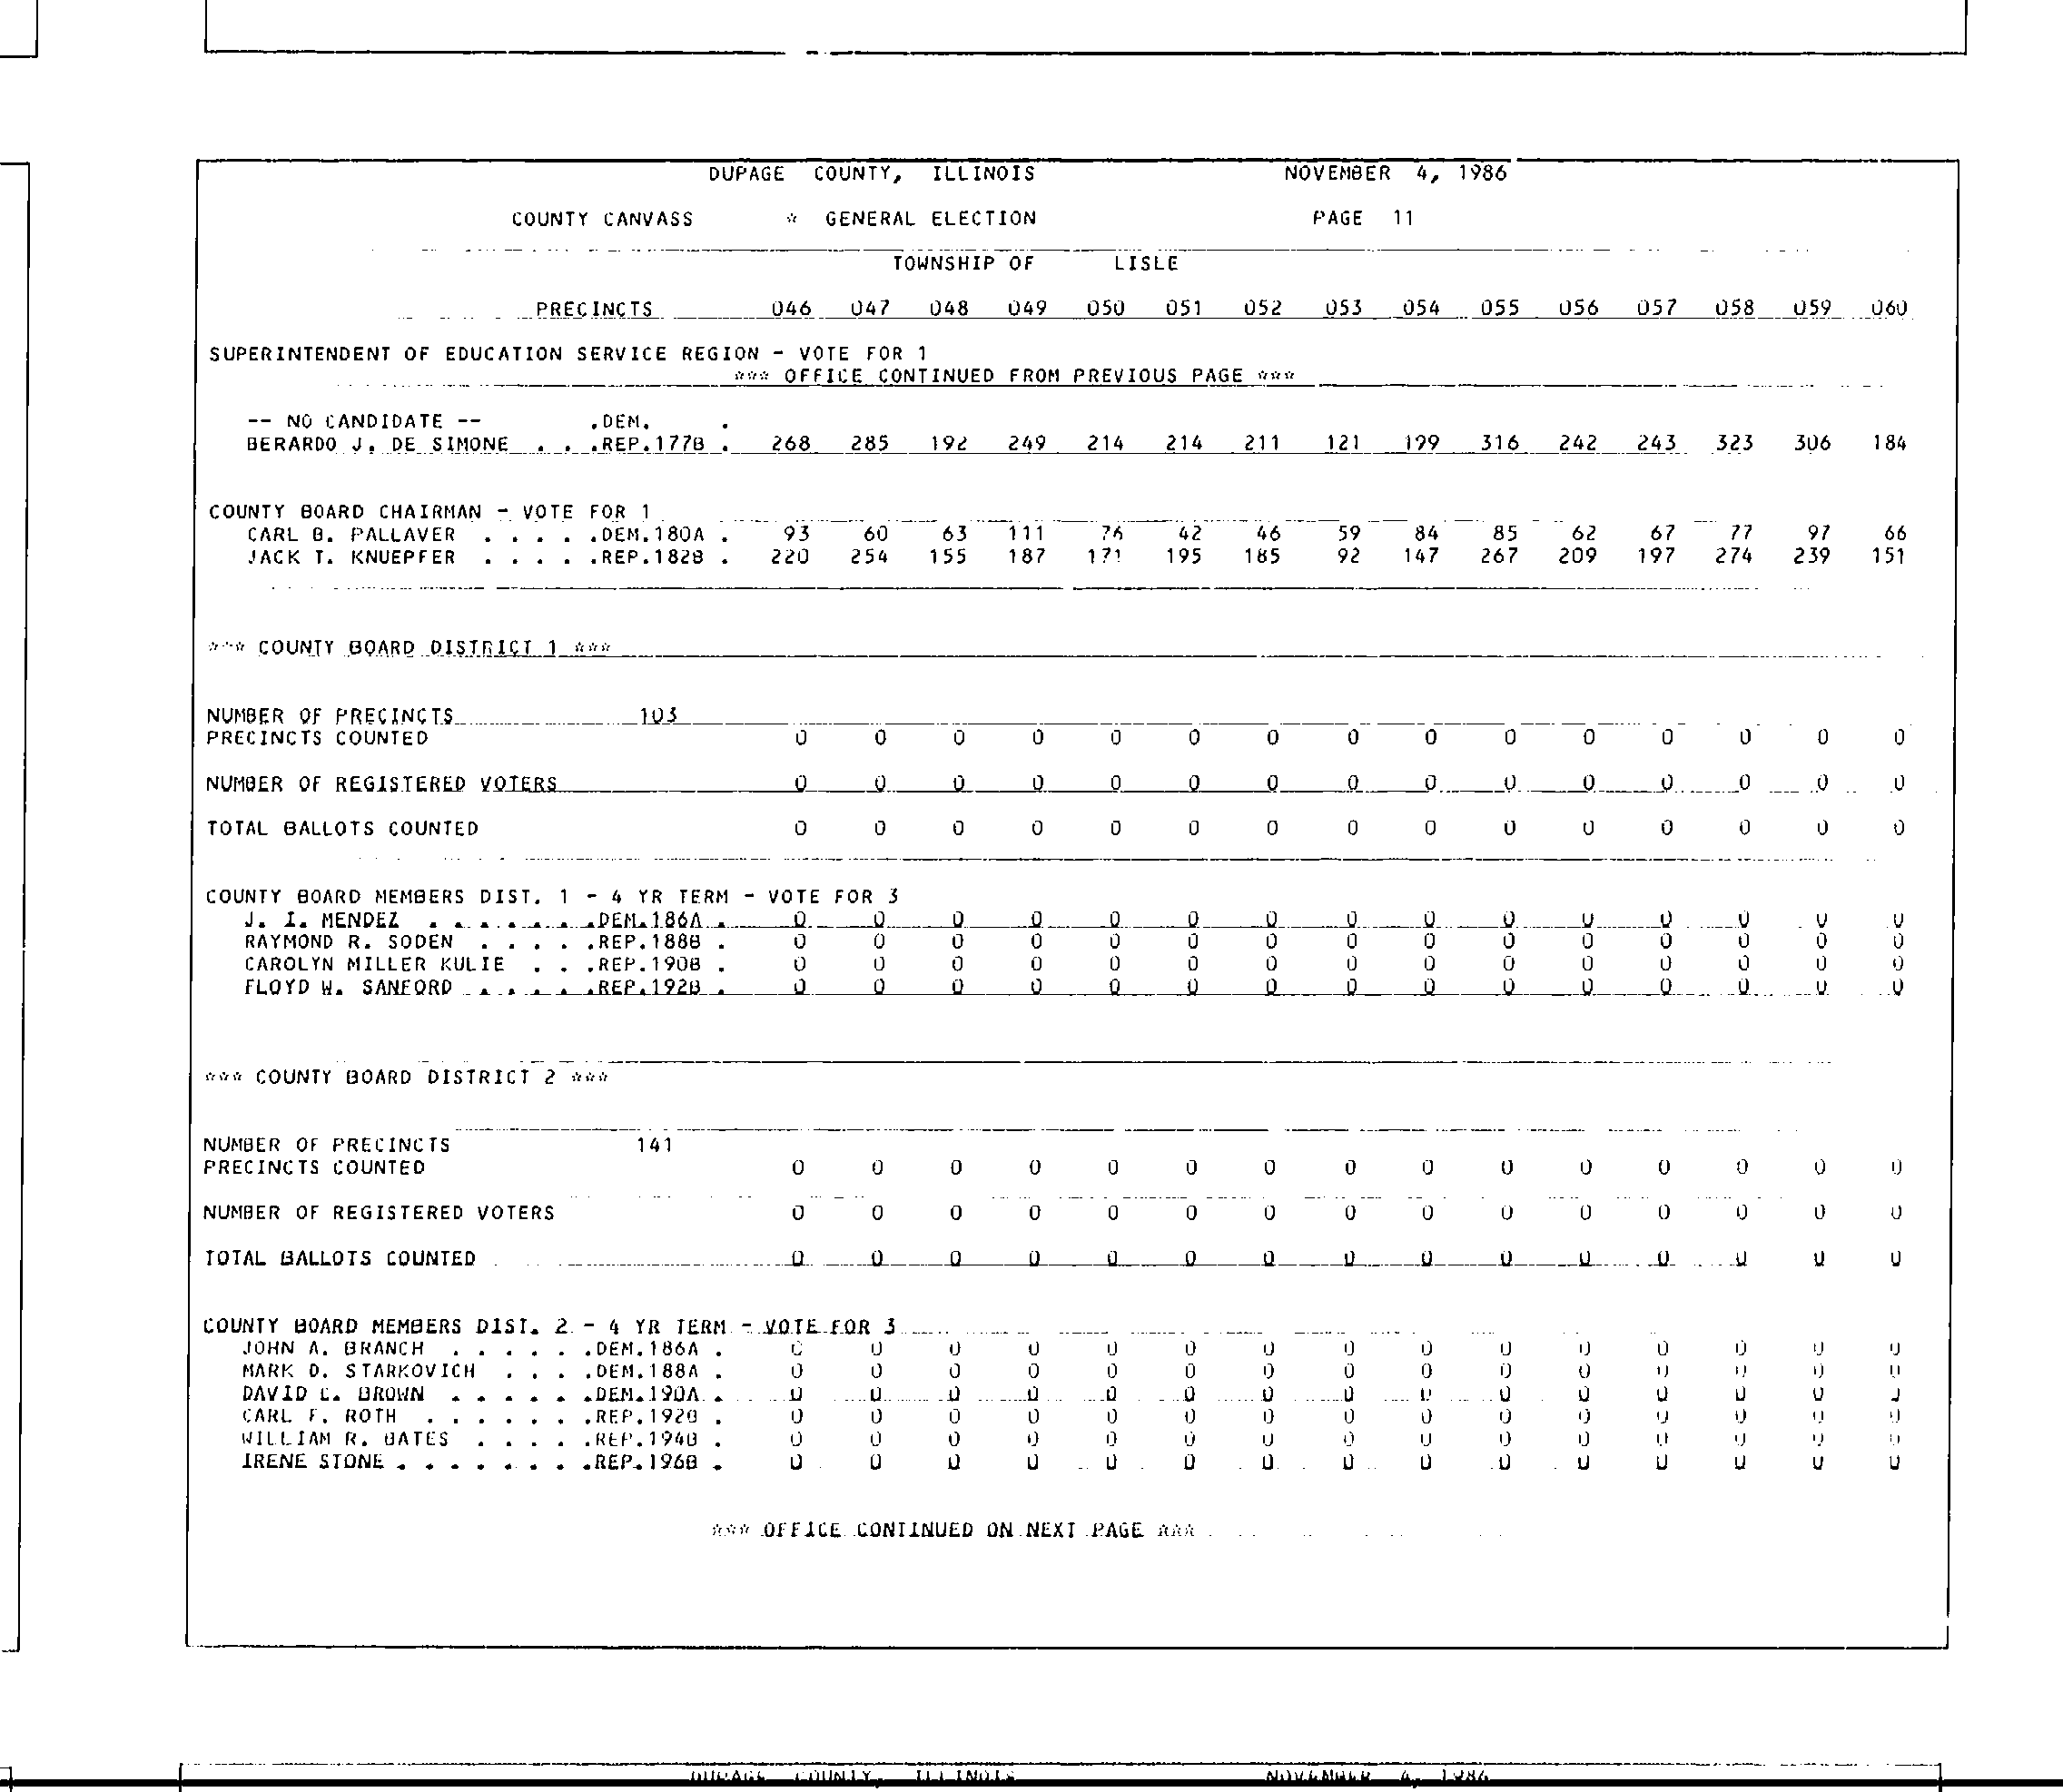 DUPAGE COUNTY, ILLINOIS NOVEMBER 4, 1986
COUNTY CANVASS * GENERAL ELECTION PAGE 11
TOWNSHIP OF LISLE
PRECINCTS 046 047 048 049 050 051 052 053 054 055 056 057 058 059 060
SUPERINTENDENT OF EDUCATION SERVICE REGION - VOTE FOR 1
*** OFFICE CONTINUED FROM PREVIOUS PAGE ***
-- NO CANDIDATE -- .DEM. .
BERARDO J. DE SIMONE . . .REP.177B . 268 285 192 249 214 214 211 121 199 316 242 243 323 306 184
COUNTY BOARD CHAIRMAN - VOTE FOR 1
CARL B. PALLAVER . . . . .DEM.180A . 93 60 63 111 76 42 46 59 84 85 62 67 77 97 66
JACK T. KNUEPFER . . . . .REP.182B . 220 254 155 187 171 195 185 92 147 267 209 197 274 239 151
*** COUNTY BOARD DISTRICT 1 ***
NUMBER OF PRECINCTS 103
PRECINCTS COUNTED 0 0 0 0 0 0 0 0 0 0 0 0 0 0 0
NUMBER OF REGISTERED VOTERS 0 0 0 0 0 0 0 0 0 0 0 0 0 0 0
TOTAL BALLOTS COUNTED 0 0 0 0 0 0 0 0 0 0 0 0 0 0 0
COUNTY BOARD MEMBERS DIST. 1 - 4 YR TERM - VOTE FOR 3
J. I. MENDEZ . . . . . . .DEM.186A . 0 0 0 0 0 0 0 0 0 0 0 0 0 0 0
RAYMOND R. SODEN . . . . .REP.188B . 0 0 0 0 0 0 0 0 0 0 0 0 0 0 0
CAROLYN MILLER KULIE . . .REP.190B . 0 0 0 0 0 0 0 0 0 0 0 0 0 0 0
FLOYD W. SANFORD . . . . .REP.192B . 0 0 0 0 0 0 0 0 0 0 0 0 0 0 0
*** COUNTY BOARD DISTRICT 2 ***
NUMBER OF PRECINCTS 141
PRECINCTS COUNTED 0 0 0 0 0 0 0 0 0 0 0 0 0 0 0
NUMBER OF REGISTERED VOTERS 0 0 0 0 0 0 0 0 0 0 0 0 0 0 0
TOTAL BALLOTS COUNTED 0 0 0 0 0 0 0 0 0 0 0 0 0 0 0
COUNTY BOARD MEMBERS DIST. 2 - 4 YR TERM - VOTE FOR 3
JOHN A. BRANCH . . . . . .DEM.186A . 0 0 0 0 0 0 0 0 0 0 0 0 0 0 0
MARK D. STARKOVICH . . . .DEM.188A . 0 0 0 0 0 0 0 0 0 0 0 0 0 0 0
DAVID C. BROWN . . . . . .DEM.190A . 0 0 0 0 0 0 0 0 0 0 0 0 0 0 0
CARL F. ROTH . . . . . . .REP.192B . 0 0 0 0 0 0 0 0 0 0 0 0 0 0 0
WILLIAM R. BATES . . . . .REP.194B . 0 0 0 0 0 0 0 0 0 0 0 0 0 0 0
IRENE STONE . . . . . . . .REP.196B . 0 0 0 0 0 0 0 0 0 0 0 0 0 0 0
*** OFFICE CONTINUED ON NEXT PAGE ***
DUPAGE COUNTY, ILLINOIS NOVEMBER 4, 1986